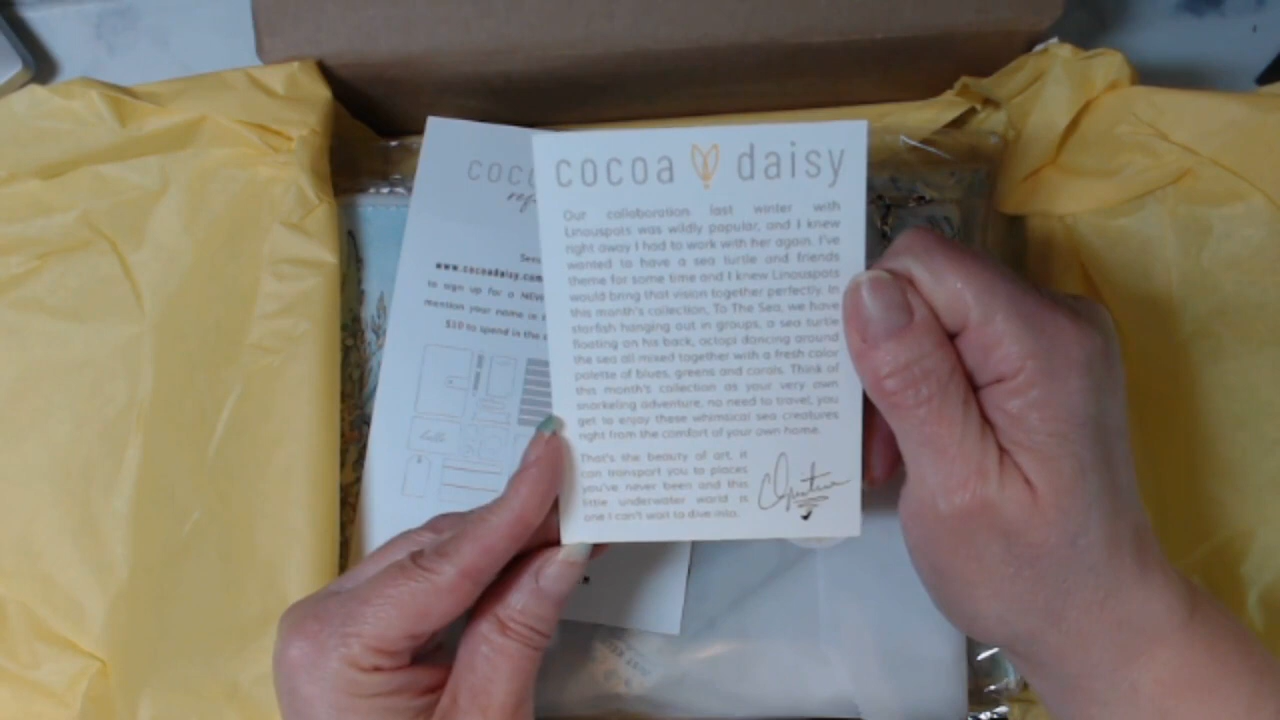 cocoa daisy
Our collaboration last winter with
Linouspots was wildly popular, and I knew
right away I had to work with her again. I've
wanted to have a sea turtle and friends
theme for some time and I knew Linouspots
would bring that vision together perfectly. In
this month's collection, To The Sea, we have
starfish hanging out in groups, a sea turtle
floating on his back, octopi dancing around
the sea all mixed together with a fresh color
palette of blues, greens and corals. Think of
this month's collection as your very own
snorkeling adventure, no need to travel, you
get to enjoy these whimsical sea creatures
right from the comfort of your own home.
That's the beauty of art, it
can transport you to places
you've never been and this
little underwater world is
one I can't wait to dive into.
www.cocoadaisy.com
to sign up for a NEW
mention your name in
$10 to spend in the
hello